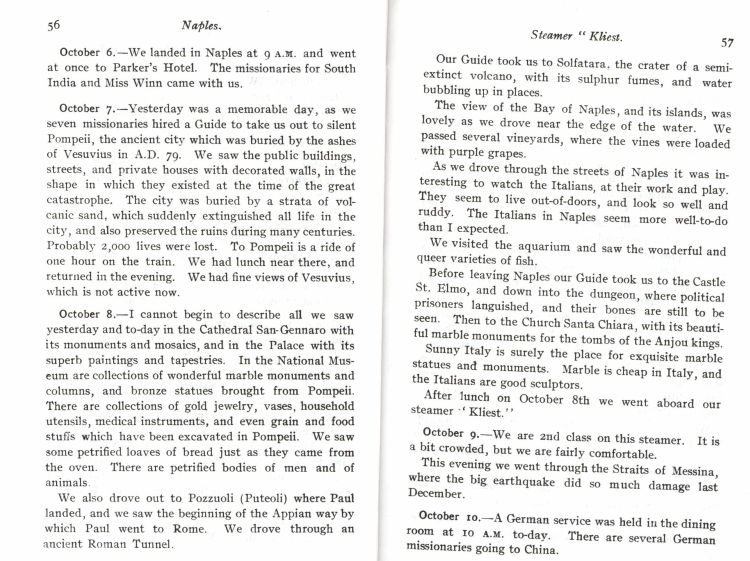 56
Naples.
October 6.—We landed in Naples at 9 A.M. and went
at once to Parker's Hotel. The missionaries for South
India and Miss Winn came with us.
October 7.—Yesterday was a memorable day, as we
seven missionaries hired a Guide to take us out to silent
Pompeii, the ancient city which was buried by the ashes
of Vesuvius in A.D. 79. We saw the public buildings,
streets, and private houses with decorated walls, in the
shape in which they existed at the time of the great
catastrophe. The city was buried by a strata of vol-
canic sand, which suddenly extinguished all life in the
city, and also preserved the ruins during many centuries.
Probably 2,000 lives were lost. To Pompeii is a ride of
one hour on the train. We had lunch near there, and
returned in the evening. We had fine views of Vesuvius,
which is not active now.
October 8.—I cannot begin to describe all we saw
yesterday and to-day in the Cathedral San-Gennaro with
its monuments and mosaics, and in the Palace with its
superb paintings and tapestries. In the National Mus-
eum are collections of wonderful marble monuments and
columns, and bronze statues brought from Pompeii.
There are collections of gold jewelry, vases, household
utensils, medical instruments, and even grain and food
stuffs which have been excavated in Pompeii. We saw
some petrified loaves of bread just as they came from
the oven. There are petrified bodies of men and of
animals.
We also drove out to Pozzuoli (Puteoli) where Paul
landed, and we saw the beginning of the Appian way by
which Paul went to Rome. We drove through an
ancient Roman Tunnel.
Steamer "Kliest.
57
Our Guide took us to Solfatara, the crater of a semi-
extinct volcano, with its sulphur fumes, and water
bubbling up in places.
The view of the Bay of Naples, and its islands, was
lovely as we drove near the edge of the water. We
passed several vineyards, where the vines were loaded
with purple grapes.
As we drove through the streets of Naples it was in-
teresting to watch the Italians, at their work and play.
They seem to live out-of-doors, and look so well and
ruddy. The Italians in Naples seem more well-to-do
than I expected.
We visited the aquarium and saw the wonderful and
queer varieties of fish.
Before leaving Naples our Guide took us to the Castle
St. Elmo, and down into the dungeon, where political
prisoners languished, and their bones are still to be
seen. Then to the Church Santa Chiara, with its beauti-
ful marble monuments for the tombs of the Anjou kings.
Sunny Italy is surely the place for exquisite marble
statues and monuments. Marble is cheap in Italy, and
the Italians are good sculptors.
After lunch on October 8th we went aboard our
steamer "Kliest."
October 9.—We are 2nd class on this steamer. It is
a bit crowded, but we are fairly comfortable.
This evening we went through the Straits of Messina,
where the big earthquake did so much damage last
December.
October 10.—A German service was held in the dining
room at 10 A.M. to-day. There are several German
missionaries going to China.